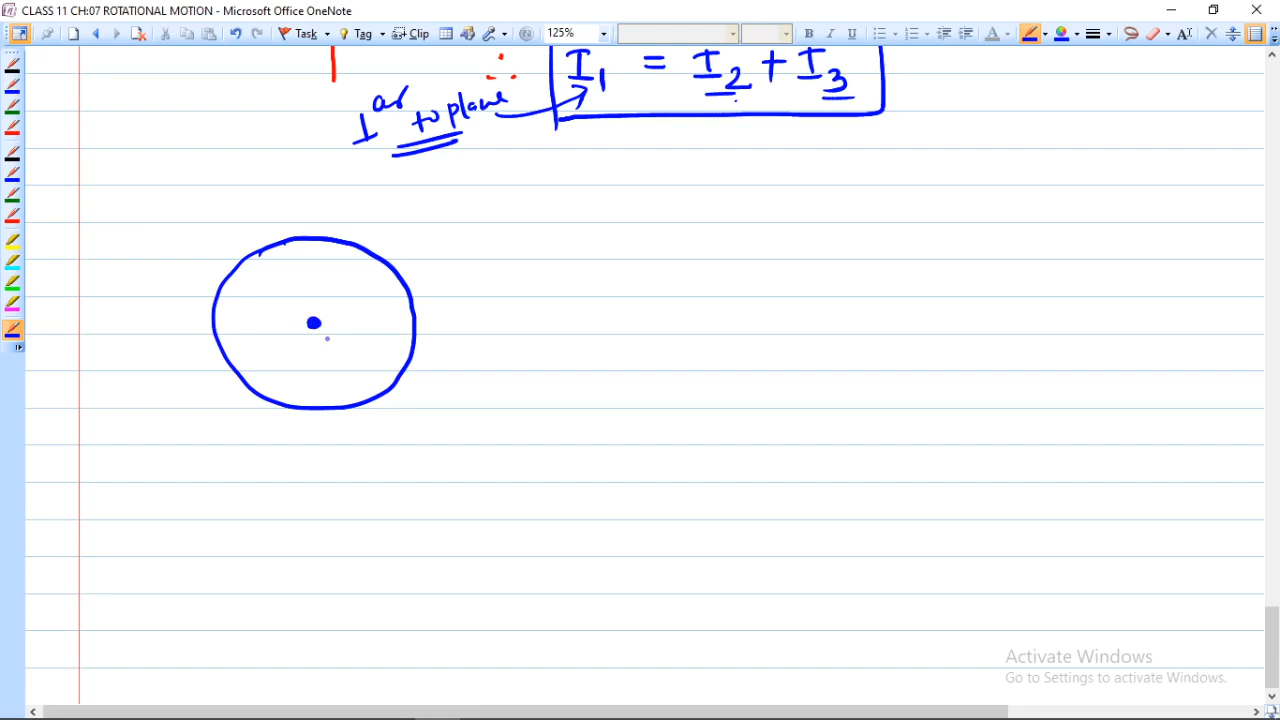 CLASS 11 CH:07 ROTATIONAL MOTION - Microsoft Office OneNote
Task Tag Clip 125% B I U A
∴ I1 = I2 + I3
⊥ar to plane
Activate Windows
Go to Settings to activate Windows.